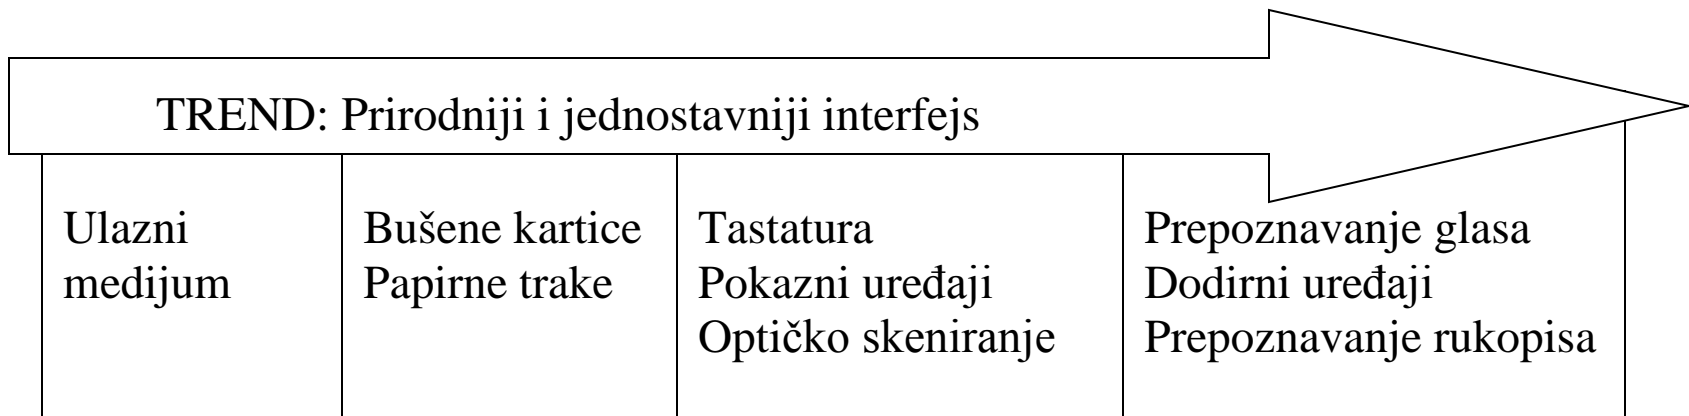 TREND: Prirodniji i jednostavniji interfejs
Ulazni
medijum
Bušene kartice
Papirne trake
Tastatura
Pokazni uređaji
Optičko skeniranje
Prepoznavanje glasa
Dodirni uređaji
Prepoznavanje rukopisa